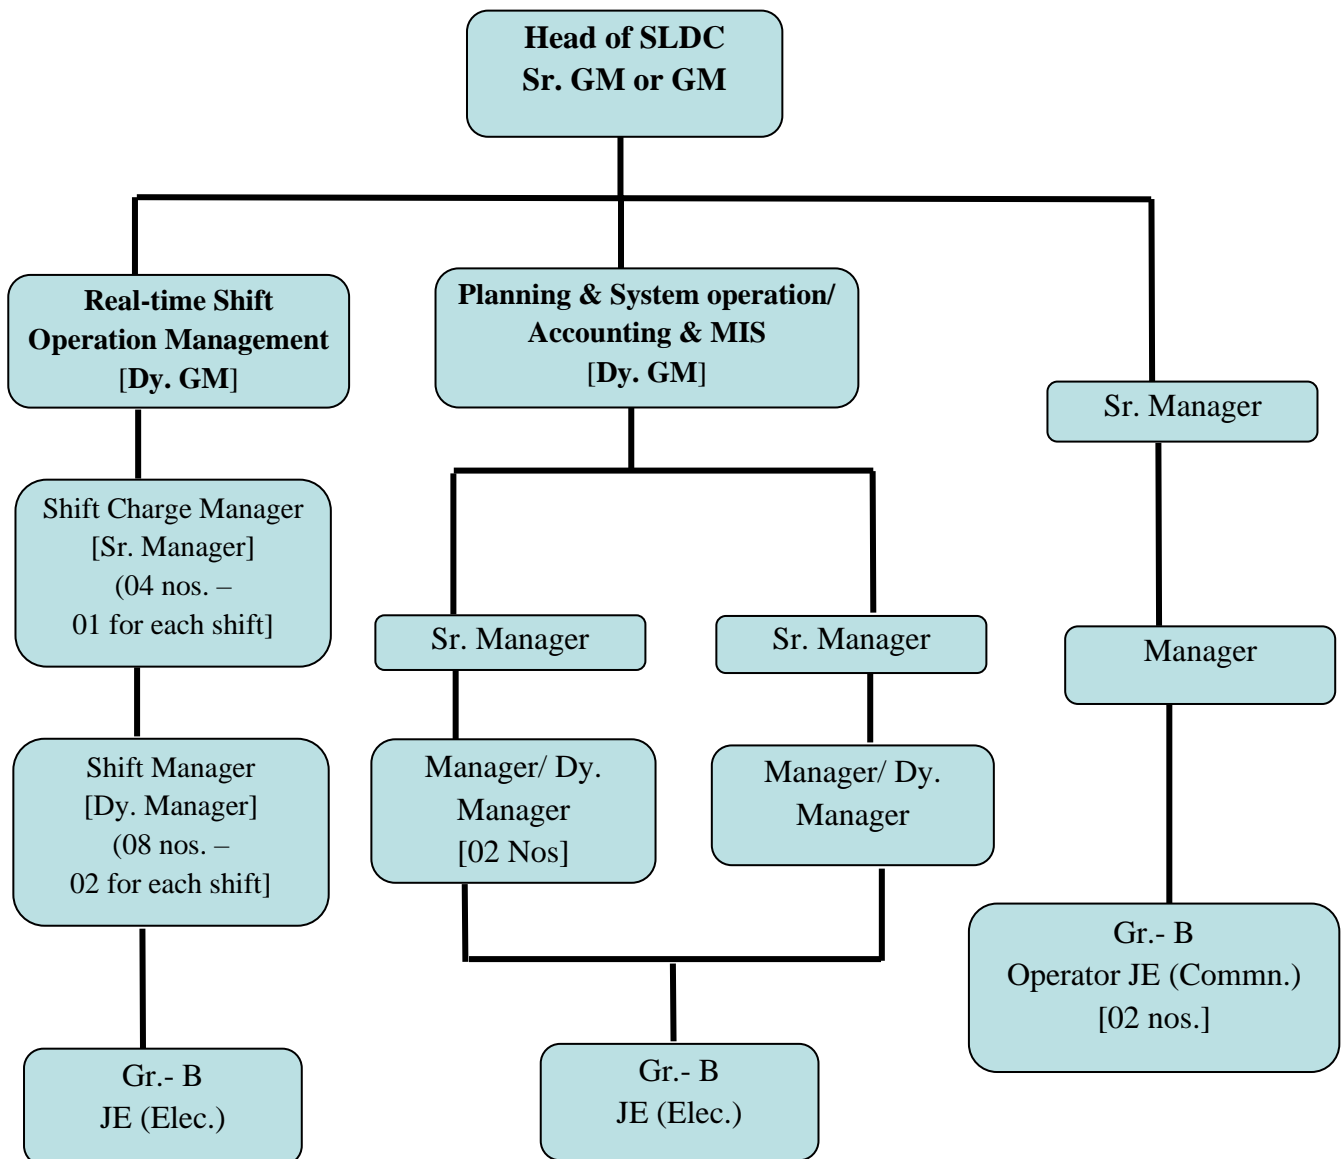 Head of SLDC
Sr. GM or GM
Real-time Shift
Operation Management
[Dy. GM]
Planning & System operation/
Accounting & MIS
[Dy. GM]
Sr. Manager
Shift Charge Manager
[Sr. Manager]
(04 nos. –
01 for each shift]
Sr. Manager
Sr. Manager
Manager
Shift Manager
[Dy. Manager]
(08 nos. –
02 for each shift]
Manager/ Dy.
Manager
[02 Nos]
Manager/ Dy.
Manager
Gr.- B
Operator JE (Commn.)
[02 nos.]
Gr.- B
JE (Elec.)
Gr.- B
JE (Elec.)